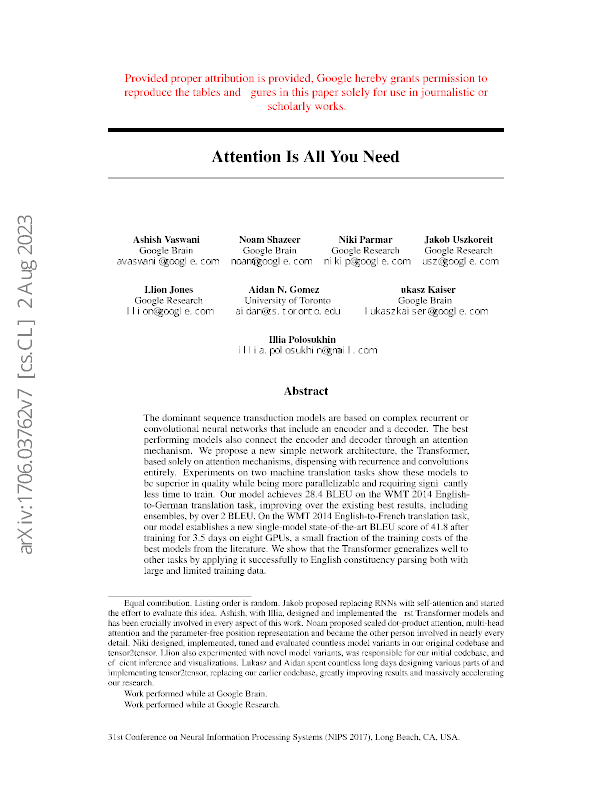 Provided proper attribution is provided, Google hereby grants permission to
reproduce the tables and gures in this paper solely for use in journalistic or
scholarly works.
Attention Is All You Need
Ashish Vaswani
Google Brain
avaswani@google.com
Noam Shazeer
Google Brain
noam@google.com
Niki Parmar
Google Research
nikip@google.com
Jakob Uszkoreit
Google Research
usz@google.com
Llion Jones
Google Research
llion@google.com
Aidan N. Gomez
University of Toronto
aidan@cs.toronto.edu
ukasz Kaiser
Google Brain
lukaszkaiser@google.com
Illia Polosukhin
illia.polosukhin@gmail.com
Abstract
The dominant sequence transduction models are based on complex recurrent or
convolutional neural networks that include an encoder and a decoder. The best
performing models also connect the encoder and decoder through an attention
mechanism. We propose a new simple network architecture, the Transformer,
based solely on attention mechanisms, dispensing with recurrence and convolutions
entirely. Experiments on two machine translation tasks show these models to
be superior in quality while being more parallelizable and requiring signi cantly
less time to train. Our model achieves 28.4 BLEU on the WMT 2014 English-
to-German translation task, improving over the existing best results, including
ensembles, by over 2 BLEU. On the WMT 2014 English-to-French translation task,
our model establishes a new single-model state-of-the-art BLEU score of 41.8 after
training for 3.5 days on eight GPUs, a small fraction of the training costs of the
best models from the literature. We show that the Transformer generalizes well to
other tasks by applying it successfully to English constituency parsing both with
large and limited training data.
Equal contribution. Listing order is random. Jakob proposed replacing RNNs with self-attention and started
the effort to evaluate this idea. Ashish, with Illia, designed and implemented the rst Transformer models and
has been crucially involved in every aspect of this work. Noam proposed scaled dot-product attention, multi-head
attention and the parameter-free position representation and became the other person involved in nearly every
detail. Niki designed, implemented, tuned and evaluated countless model variants in our original codebase and
tensor2tensor. Llion also experimented with novel model variants, was responsible for our initial codebase, and
ef cient inference and visualizations. Lukasz and Aidan spent countless long days designing various parts of and
implementing tensor2tensor, replacing our earlier codebase, greatly improving results and massively accelerating
our research.
Work performed while at Google Brain.
Work performed while at Google Research.
31st Conference on Neural Information Processing Systems (NIPS 2017), Long Beach, CA, USA.
arXiv:1706.03762v7 [cs.CL] 2 Aug 2023